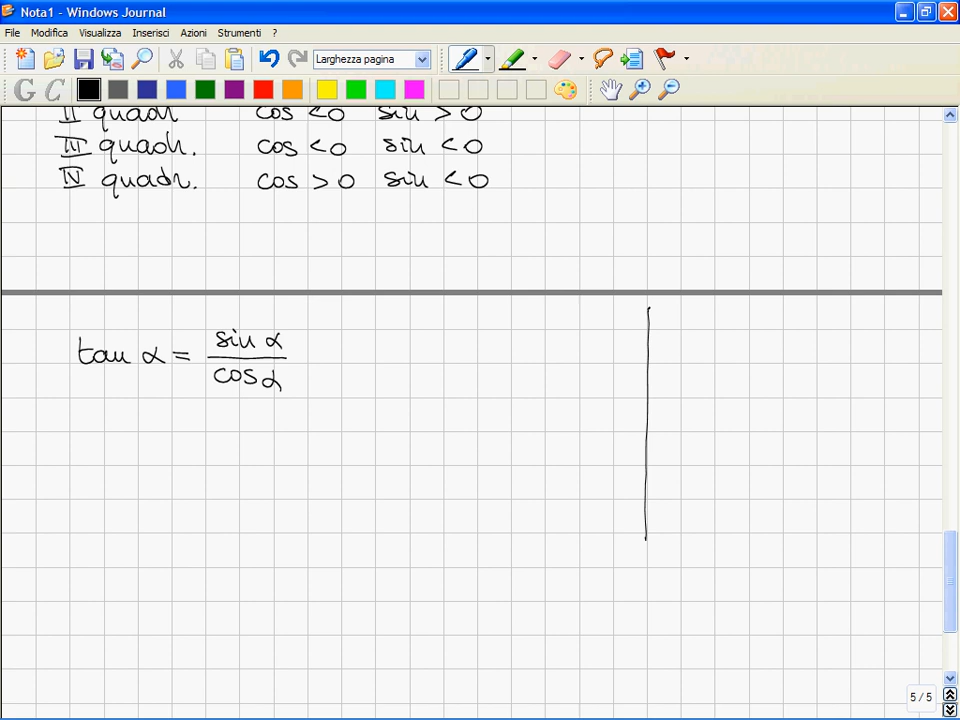 Nota1 - Windows Journal
File Modifica Visualizza Inserisci Azioni Strumenti ?
Larghezza pagina
G C
II quadr cos <0 sin >0
III quadr. cos <0 sin <0
IV quadr. cos >0 sin <0
tan α = sin α / cos α
5 / 5